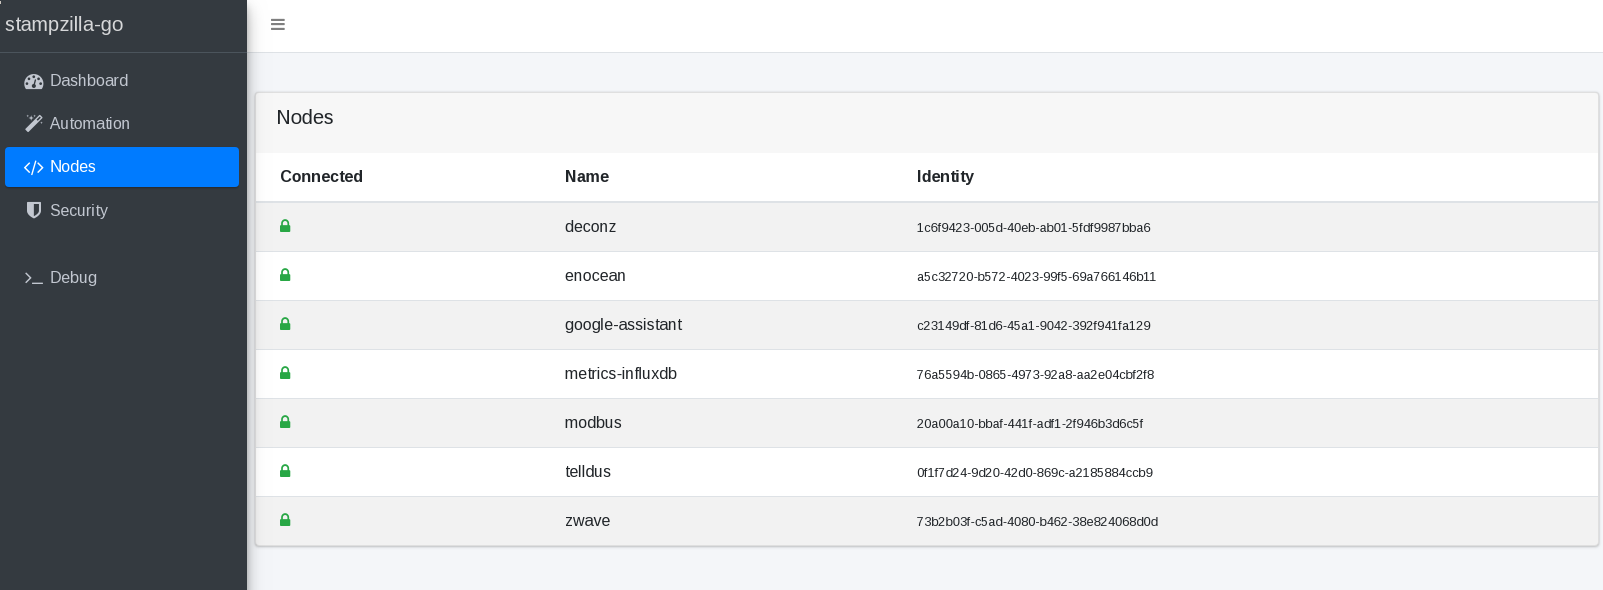 stampzilla-go
Dashboard
Automation
Nodes
Security
Debug
Nodes
Connected Name Identity
deconz 1c6f9423-005d-40eb-ab01-5fdf9987bba6
enocean a5c32720-b572-4023-99f5-69a766146b11
google-assistant c23149df-81d6-45a1-9042-392f941fa129
metrics-influxdb 76a5594b-0865-4973-92a8-aa2e04cbf2f8
modbus 20a00a10-bbaf-441f-adf1-2f946b3d6c5f
telldus 0f1f7d24-9d20-42d0-869c-a2185884ccb9
zwave 73b2b03f-c5ad-4080-b462-38e824068d0d